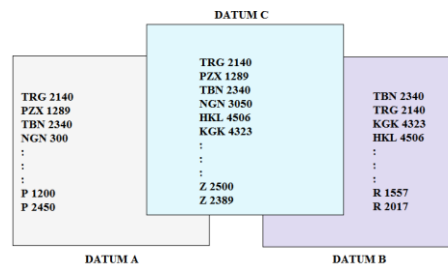 DATUM C
TRG 2140
PZX 1289
TBN 2340
NGN 3050
HKL 4506
KGK 4323
:
:
:
Z 2500
Z 2389
TRG 2140
PZX 1289
TBN 2340
NGN 300
:
:
:
P 1200
P 2450
DATUM A
TBN 2340
TRG 2140
KGK 4323
HKL 4506
:
:
:
R 1557
R 2017
DATUM B